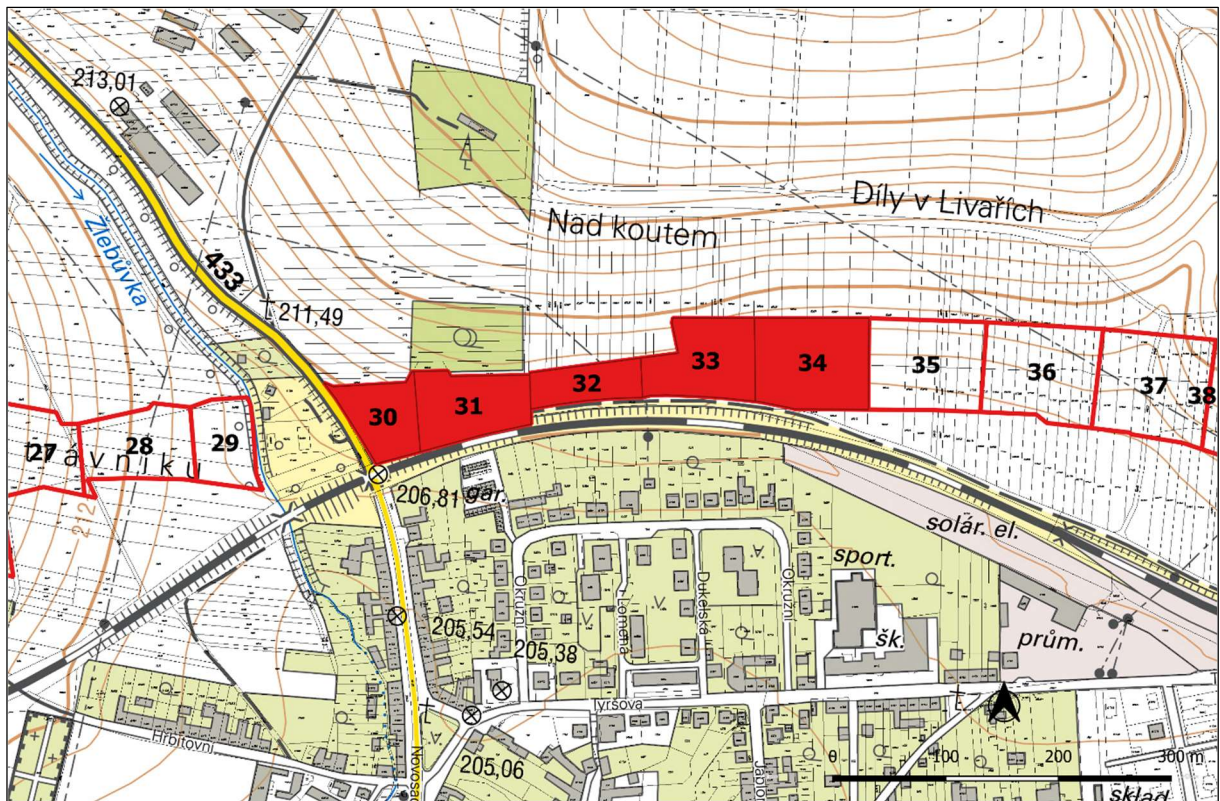 213,01
Žlebůvka
433
211,49
Nad koutem
Díly v Livařích
27
28
29
30
31
32
33
34
35
36
37
38
trávniku
212
206,81
gar.
solár. el.
sport.
šk.
prům.
Okružní
Lomená
Dukelská
Okružní
205,54
205,38
Tyršova
Hřbitovní
205,06
0
100
200
300 m
sklad